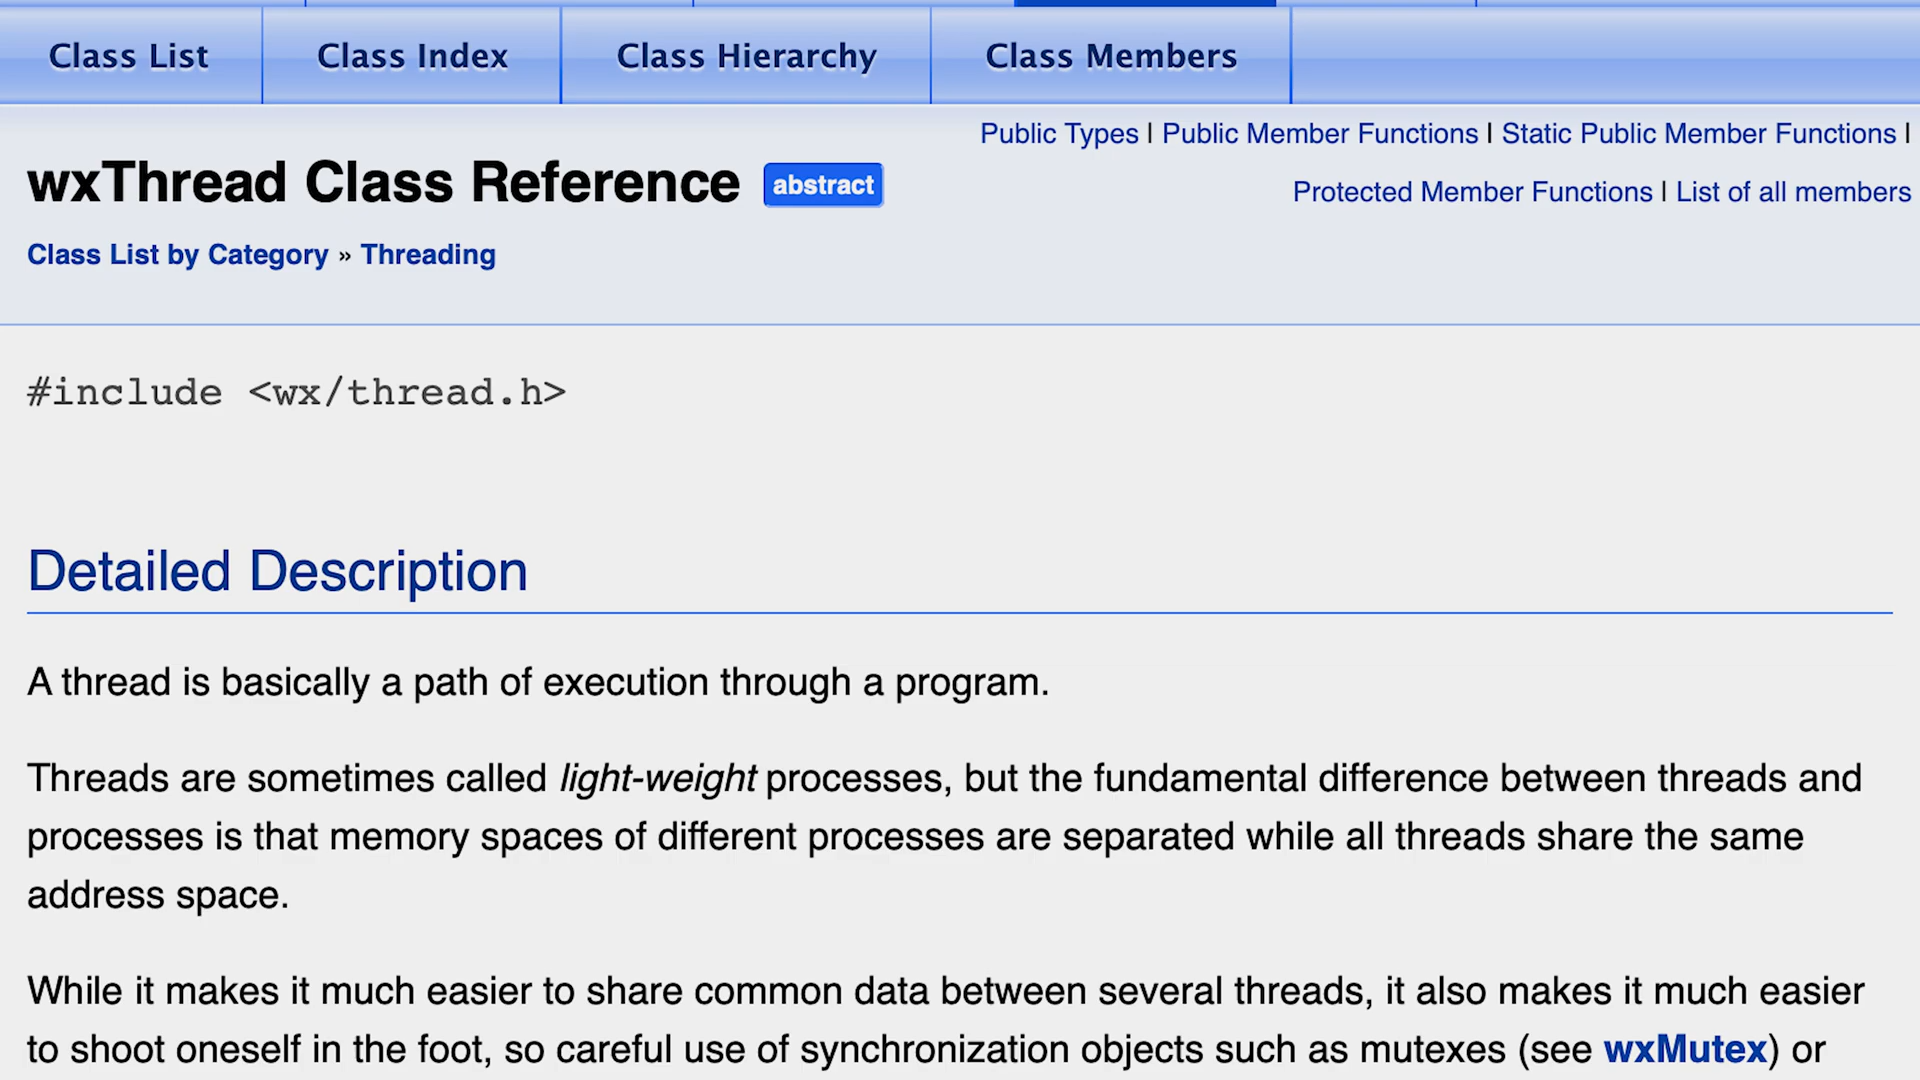 Class List Class Index Class Hierarchy Class Members
Public Types | Public Member Functions | Static Public Member Functions |
Protected Member Functions | List of all members
wxThread Class Reference abstract
Class List by Category » Threading
#include <wx/thread.h>
Detailed Description
A thread is basically a path of execution through a program.
Threads are sometimes called light-weight processes, but the fundamental difference between threads and
processes is that memory spaces of different processes are separated while all threads share the same
address space.
While it makes it much easier to share common data between several threads, it also makes it much easier
to shoot oneself in the foot, so careful use of synchronization objects such as mutexes (see wxMutex) or